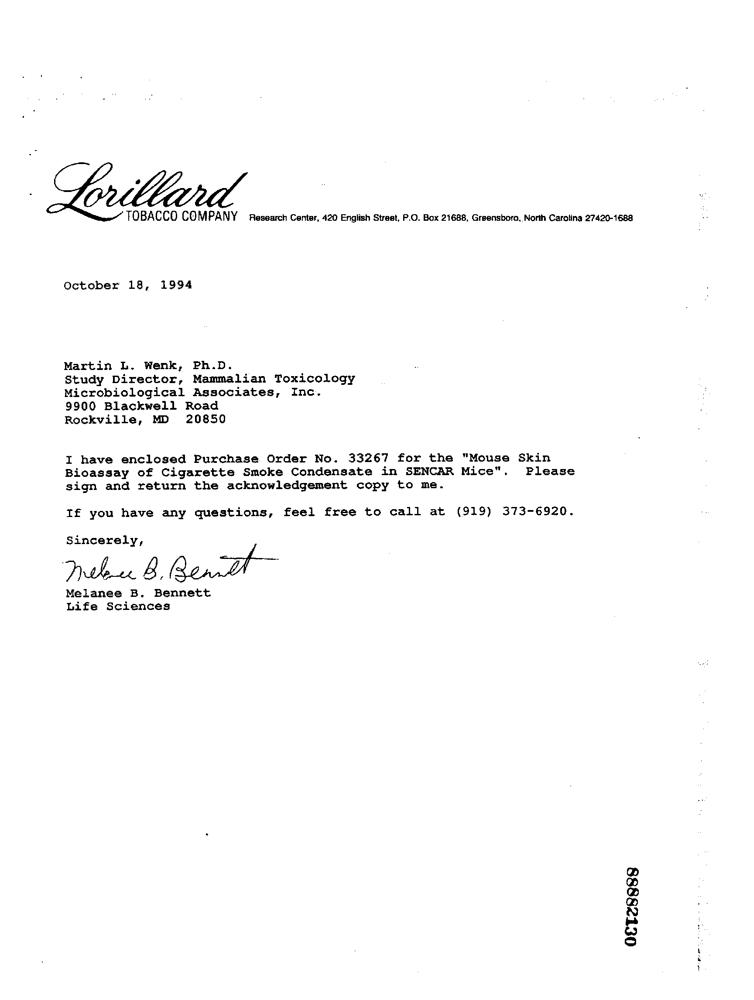 Lorillard
TOBACCO COMPANY Research Center, 420 English Street, P.O. Box 21688, Greensboro, North Carolina 27420-1688
October 18, 1994
Martin L. Wenk, Ph.D.
Study Director, Mammalian Toxicology
Microbiological Associates, Inc.
9900 Blackwell Road
Rockville, MD 20850
I have enclosed Purchase Order No. 33267 for the "Mouse Skin
Bioassay of Cigarette Smoke Condensate in SENCAR Mice". Please
sign and return the acknowledgement copy to me.
If you have any questions, feel free to call at (919) 373-6920.
Sincerely,
Melanee B. Bennett
Melanee B. Bennett
Life Sciences
88882130